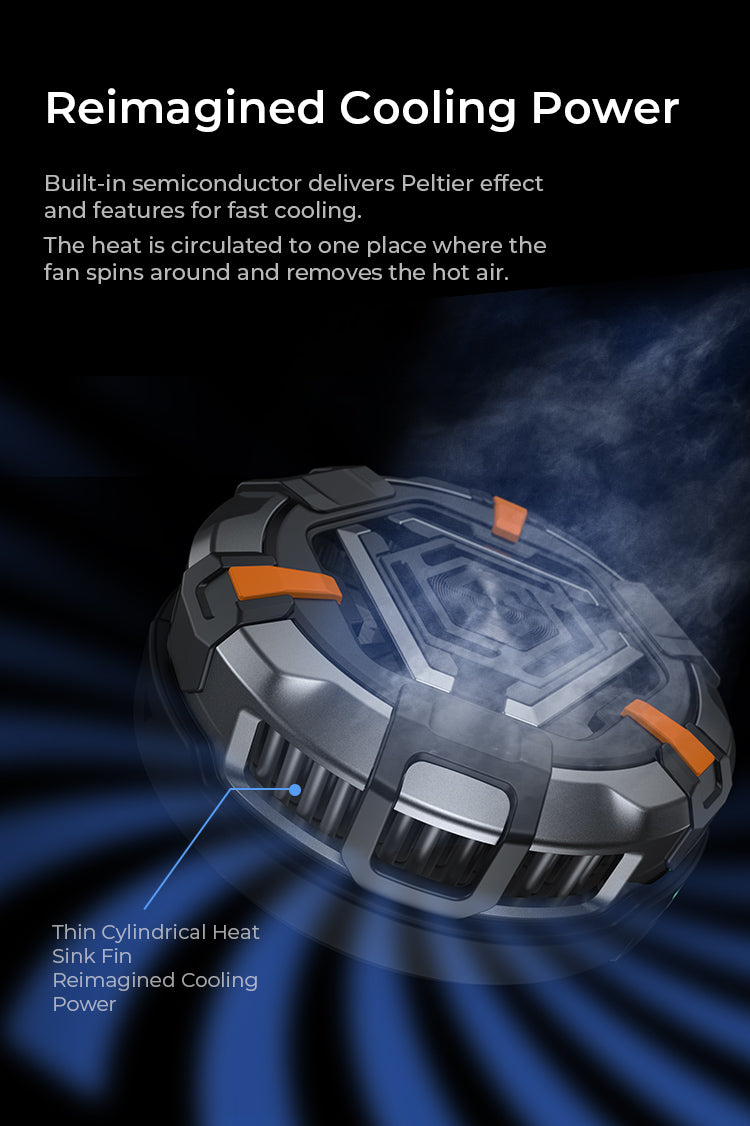 Reimagined Cooling Power
Built-in semiconductor delivers Peltier effect
and features for fast cooling.
The heat is circulated to one place where the
fan spins around and removes the hot air.
Thin Cylindrical Heat
Sink Fin
Reimagined Cooling
Power